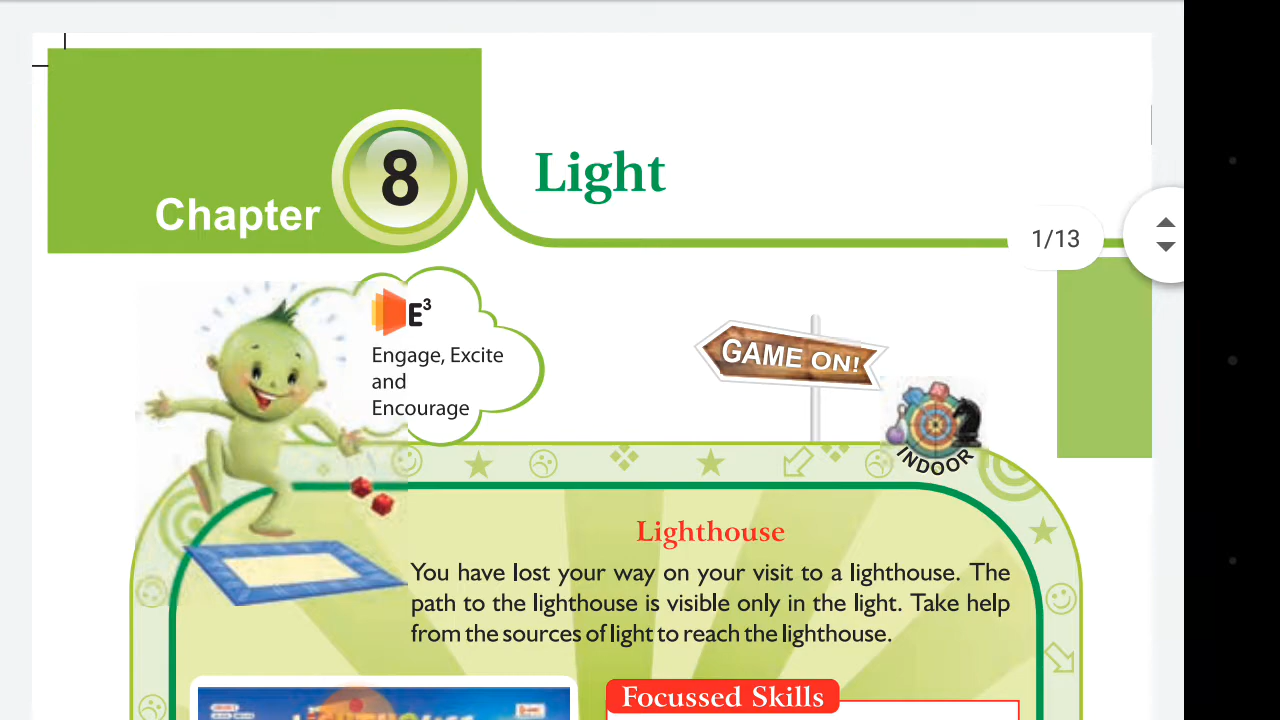 Chapter
8
Light
1/13
E³
Engage, Excite
and
Encourage
GAME ON!
INDOOR
Lighthouse
You have lost your way on your visit to a lighthouse. The
path to the lighthouse is visible only in the light. Take help
from the sources of light to reach the lighthouse.
Focussed Skills